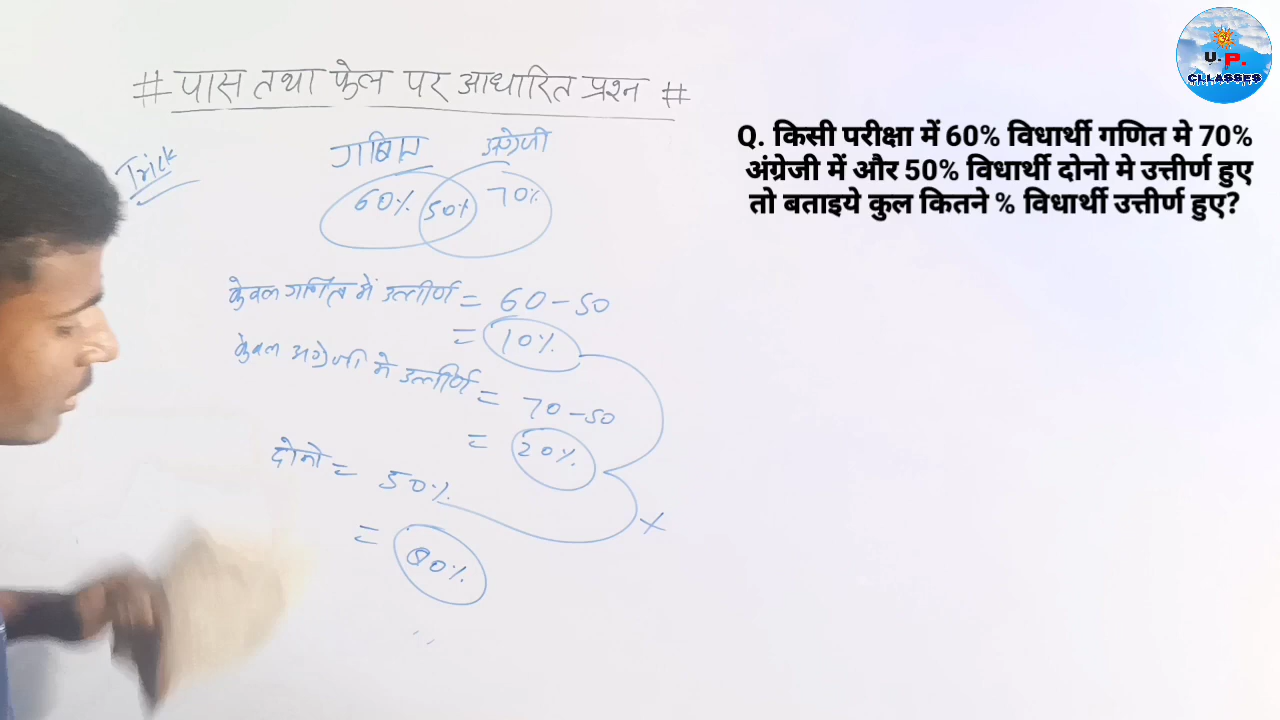 # पास तथा फेल पर आधारित प्रश्न #
Trick
गणित अंग्रेजी
60% 50% 70%
केवल गणित में उत्तीर्ण = 60 - 50
= 10%
केवल अंग्रेजी मे उत्तीर्ण = 70 - 50
= 20%
दोनो = 50%
= 80%
U.P.
CLLASSES
Q. किसी परीक्षा में 60% विधार्थी गणित मे 70%
अंग्रेजी में और 50% विधार्थी दोनो मे उत्तीर्ण हुए
तो बताइये कुल कितने % विधार्थी उत्तीर्ण हुए?